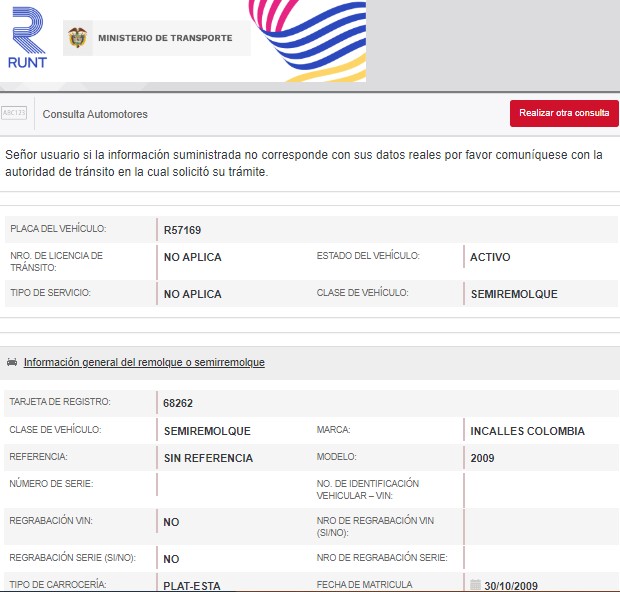 RUNT
MINISTERIO DE TRANSPORTE
ABC123
Consulta Automotores
Realizar otra consulta
Señor usuario si la información suministrada no corresponde con sus datos reales por favor comuníquese con la
autoridad de tránsito en la cual solicitó su trámite.
PLACA DEL VEHÍCULO: R57169
NRO. DE LICENCIA DE
TRÁNSITO: NO APLICA ESTADO DEL VEHÍCULO: ACTIVO
TIPO DE SERVICIO: NO APLICA CLASE DE VEHÍCULO: SEMIREMOLQUE
Información general del remolque o semirremolque
TARJETA DE REGISTRO: 68262
CLASE DE VEHÍCULO: SEMIREMOLQUE MARCA: INCALLES COLOMBIA
REFERENCIA: SIN REFERENCIA MODELO: 2009
NÚMERO DE SERIE: NO. DE IDENTIFICACIÓN
VEHICULAR – VIN:
REGRABACIÓN VIN: NO NRO DE REGRABACIÓN VIN
(SI/NO):
REGRABACIÓN SERIE (SI/NO): NO NRO DE REGRABACIÓN SERIE:
TIPO DE CARROCERÍA: PLAT-ESTA FECHA DE MATRICULA 30/10/2009